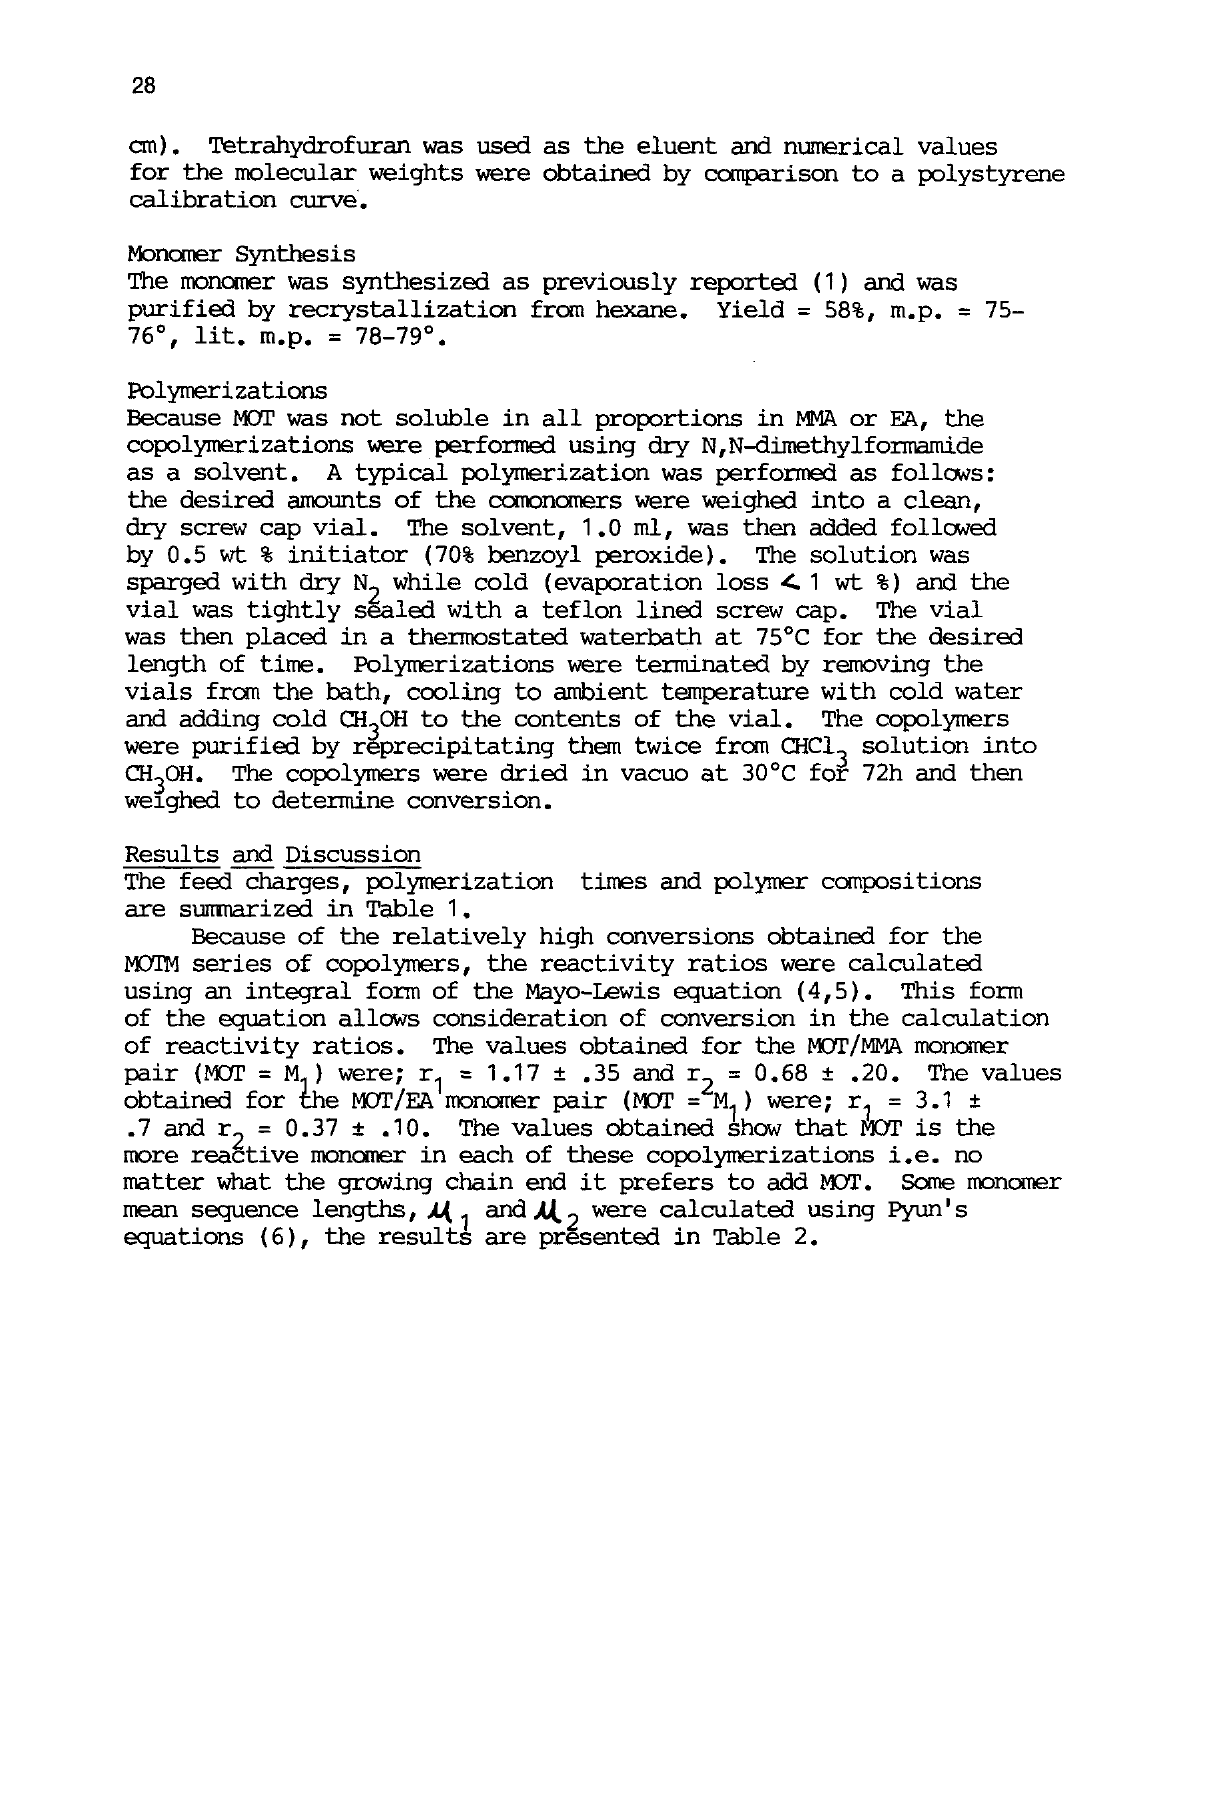 28
cm). Tetrahydrofuran was used as the eluent and numerical values
for the molecular weights were obtained by comparison to a polystyrene
calibration curve.
Monomer Synthesis
The monomer was synthesized as previously reported (1) and was
purified by recrystallization from hexane. Yield = 58%, m.p. = 75-
76°, lit. m.p. = 78-79°.
Polymerizations
Because MOT was not soluble in all proportions in MMA or EA, the
copolymerizations were performed using dry N,N-dimethylformamide
as a solvent. A typical polymerization was performed as follows:
the desired amounts of the comonomers were weighed into a clean,
dry screw cap vial. The solvent, 1.0 ml, was then added followed
by 0.5 wt % initiator (70% benzoyl peroxide). The solution was
sparged with dry N₂ while cold (evaporation loss < 1 wt %) and the
vial was tightly sealed with a teflon lined screw cap. The vial
was then placed in a thermostated waterbath at 75°C for the desired
length of time. Polymerizations were terminated by removing the
vials from the bath, cooling to ambient temperature with cold water
and adding cold CH₃OH to the contents of the vial. The copolymers
were purified by reprecipitating them twice from CHCl₃ solution into
CH₃OH. The copolymers were dried in vacuo at 30°C for 72h and then
weighed to determine conversion.
Results and Discussion
The feed charges, polymerization times and polymer compositions
are summarized in Table 1.
Because of the relatively high conversions obtained for the
MOTM series of copolymers, the reactivity ratios were calculated
using an integral form of the Mayo-Lewis equation (4,5). This form
of the equation allows consideration of conversion in the calculation
of reactivity ratios. The values obtained for the MOT/MMA monomer
pair (MOT = M₁) were; r₁ = 1.17 ± .35 and r₂ = 0.68 ± .20. The values
obtained for the MOT/EA monomer pair (MOT = M₁) were; r₁ = 3.1 ±
.7 and r₂ = 0.37 ± .10. The values obtained show that MOT is the
more reactive monomer in each of these copolymerizations i.e. no
matter what the growing chain end it prefers to add MOT. Some monomer
mean sequence lengths, μ₁ and μ₂ were calculated using Pyun's
equations (6), the results are presented in Table 2.